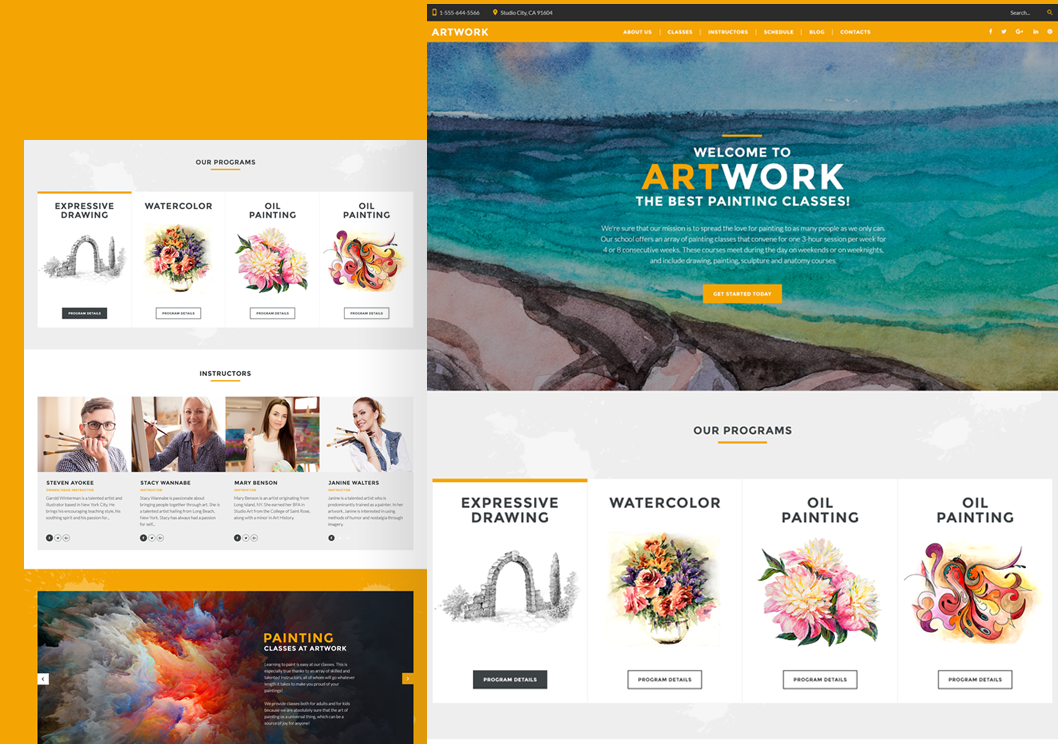 OUR PROGRAMS
EXPRESSIVE
DRAWING
WATERCOLOR
OIL
PAINTING
OIL
PAINTING
PROGRAM DETAILS
PROGRAM DETAILS
PROGRAM DETAILS
PROGRAM DETAILS
INSTRUCTORS
STEVEN AYOKEE
Garold Winterman is a talented artist and
illustrator based in New York City. He
brings his encouraging teaching style, His
soothing spirit and his passion for...
STACY WANNABE
INSTRUCTOR
Stacy Wannabe is passionate about
bringing people together through art. She is
a talented artist hailing from Long Beach,
New York. Stacy has always had a passion
for self...
MARY BENSON
INSTRUCTOR
Mary Benson is an artist originating from
Long Island, NY. She earned her BFA in
Studio Art from the College of Saint Rose,
along with a minor in Art History.
JANINE WALTERS
INSTRUCTOR
Janine is a talented artist who is
predominantly trained as a painter. In her
artwork, Janine is interested in using
methods of humor and nostalgia through
imagery.
PAINTING
CLASSES AT ARTWORK
Learning to paint is easy at our classes. This is
especially true thanks to an array of skilled and
talented instructors, all of whom will go whatever
length it takes to make you proud of your
paintings!
We provide classes both for adults and for kids
because we are absolutely sure that the art of
painting is a universal thing, which can be a
source of joy for anyone!
1-555-644-5566
Studio City, CA 91604
Search...
ARTWORK
ABOUT US | CLASSES | INSTRUCTORS | SCHEDULE | BLOG | CONTACTS
WELCOME TO
ARTWORK
THE BEST PAINTING CLASSES!
We're sure that our mission is to spread the love for painting to as many people as we only can.
Our school offers an array of painting classes that convene for one 3-hour session per week for
4 or 8 consecutive weeks. These courses meet during the day on weekends or on weeknights,
and include drawing, painting, sculpture and anatomy courses.
GET STARTED TODAY
OUR PROGRAMS
EXPRESSIVE
DRAWING
WATERCOLOR
OIL
PAINTING
OIL
PAINTING
PROGRAM DETAILS
PROGRAM DETAILS
PROGRAM DETAILS
PROGRAM DETAILS